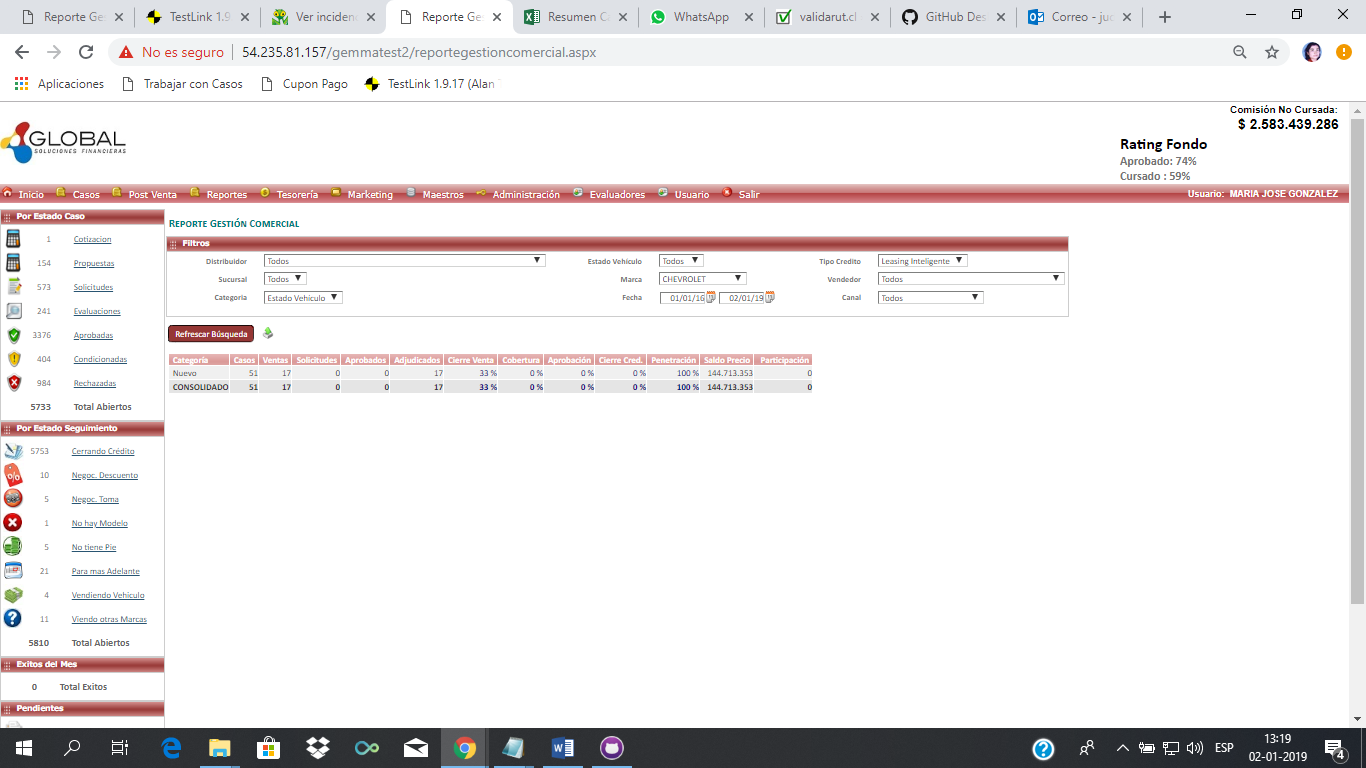 Reporte Ge
TestLink 1.9
Ver inciden
Reporte Ge
Resumen C
WhatsApp
validarut.cl
GitHub Des
Correo - juc
No es seguro
54.235.81.157/gemmatest2/reportegestioncomercial.aspx
Aplicaciones
Trabajar con Casos
Cupon Pago
TestLink 1.9.17 (Alan
Comisión No Cursada:
$ 2.583.439.286
GLOBAL
SOLUCIONES FINANCIERAS
Rating Fondo
Aprobado: 74%
Cursado : 59%
Inicio Casos Post Venta Reportes Tesorería Marketing Maestros Administración Evaluadores Usuario Salir
Usuario: MARIA JOSE GONZALEZ
Por Estado Caso
1 Cotizacion
154 Propuestas
573 Solicitudes
241 Evaluaciones
3376 Aprobadas
404 Condicionadas
984 Rechazadas
5733 Total Abiertos
Por Estado Seguimiento
5753 Cerrando Crédito
10 Negoc. Descuento
5 Negoc. Toma
1 No hay Modelo
5 No tiene Pie
21 Para mas Adelante
4 Vendiendo Vehículo
11 Viendo otras Marcas
5810 Total Abiertos
Exitos del Mes
0 Total Exitos
Pendientes
REPORTE GESTIÓN COMERCIAL
Filtros
Distribuidor Todos Estado Vehículo Todos Tipo Credito Leasing Inteligente
Sucursal Todos Marca CHEVROLET Vendedor Todos
Categoria Estado Vehículo Fecha 01/01/16 02/01/19 Canal Todos
Refrescar Búsqueda
Categoría Casos Ventas Solicitudes Aprobados Adjudicados Cierre Venta Cobertura Aprobación Cierre Cred. Penetración Saldo Precio Participación
Nuevo 51 17 0 0 17 33 % 0 % 0 % 0 % 100 % 144.713.353 0
CONSOLIDADO 51 17 0 0 17 33 % 0 % 0 % 0 % 100 % 144.713.353 0
ESP
13:19
02-01-2019
4